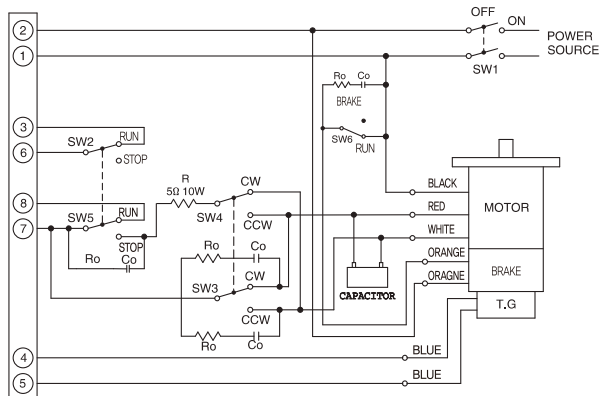 OFF
ON
2
POWER
SOURCE
1
SW1
Ro Co
BRAKE
3
SW2
RUN
6
STOP
SW6
RUN
R
5Ω 10W
CW
BLACK
8
SW5
RUN
SW4
RED
MOTOR
7
CCW
WHITE
STOP
Ro Co
Ro Co
CW
ORANGE
SW3
BRAKE
ORAGNE
CAPACITOR
CCW
T.G
Ro Co
BLUE
4
BLUE
5